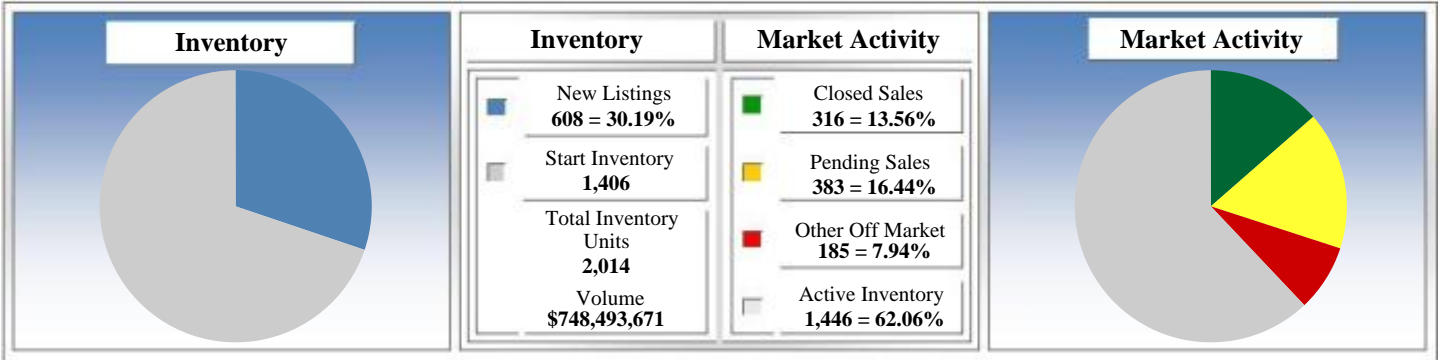 Inventory
Inventory
Market Activity
New Listings
608 = 30.19%
Start Inventory
1,406
Total Inventory
Units
2,014
Volume
$748,493,671
Closed Sales
316 = 13.56%
Pending Sales
383 = 16.44%
Other Off Market
185 = 7.94%
Active Inventory
1,446 = 62.06%
Market Activity